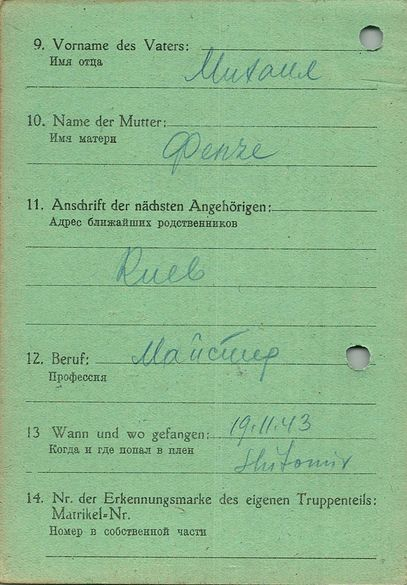 9. Vorname des Vaters:
Имя отца
Михаил
10. Name der Mutter:
Имя матери
11. Anschrift der nächsten Angehörigen:
Адрес ближайших родственников
Киев
12. Beruf: Майстер
Профессия
13 Wann und wo gefangen: 19.11.43
Когда и где попал в плен
Shitomir
14. Nr. der Erkennungsmarke des eigenen Truppenteils:
Matrikel-Nr.
Номер в собственной части